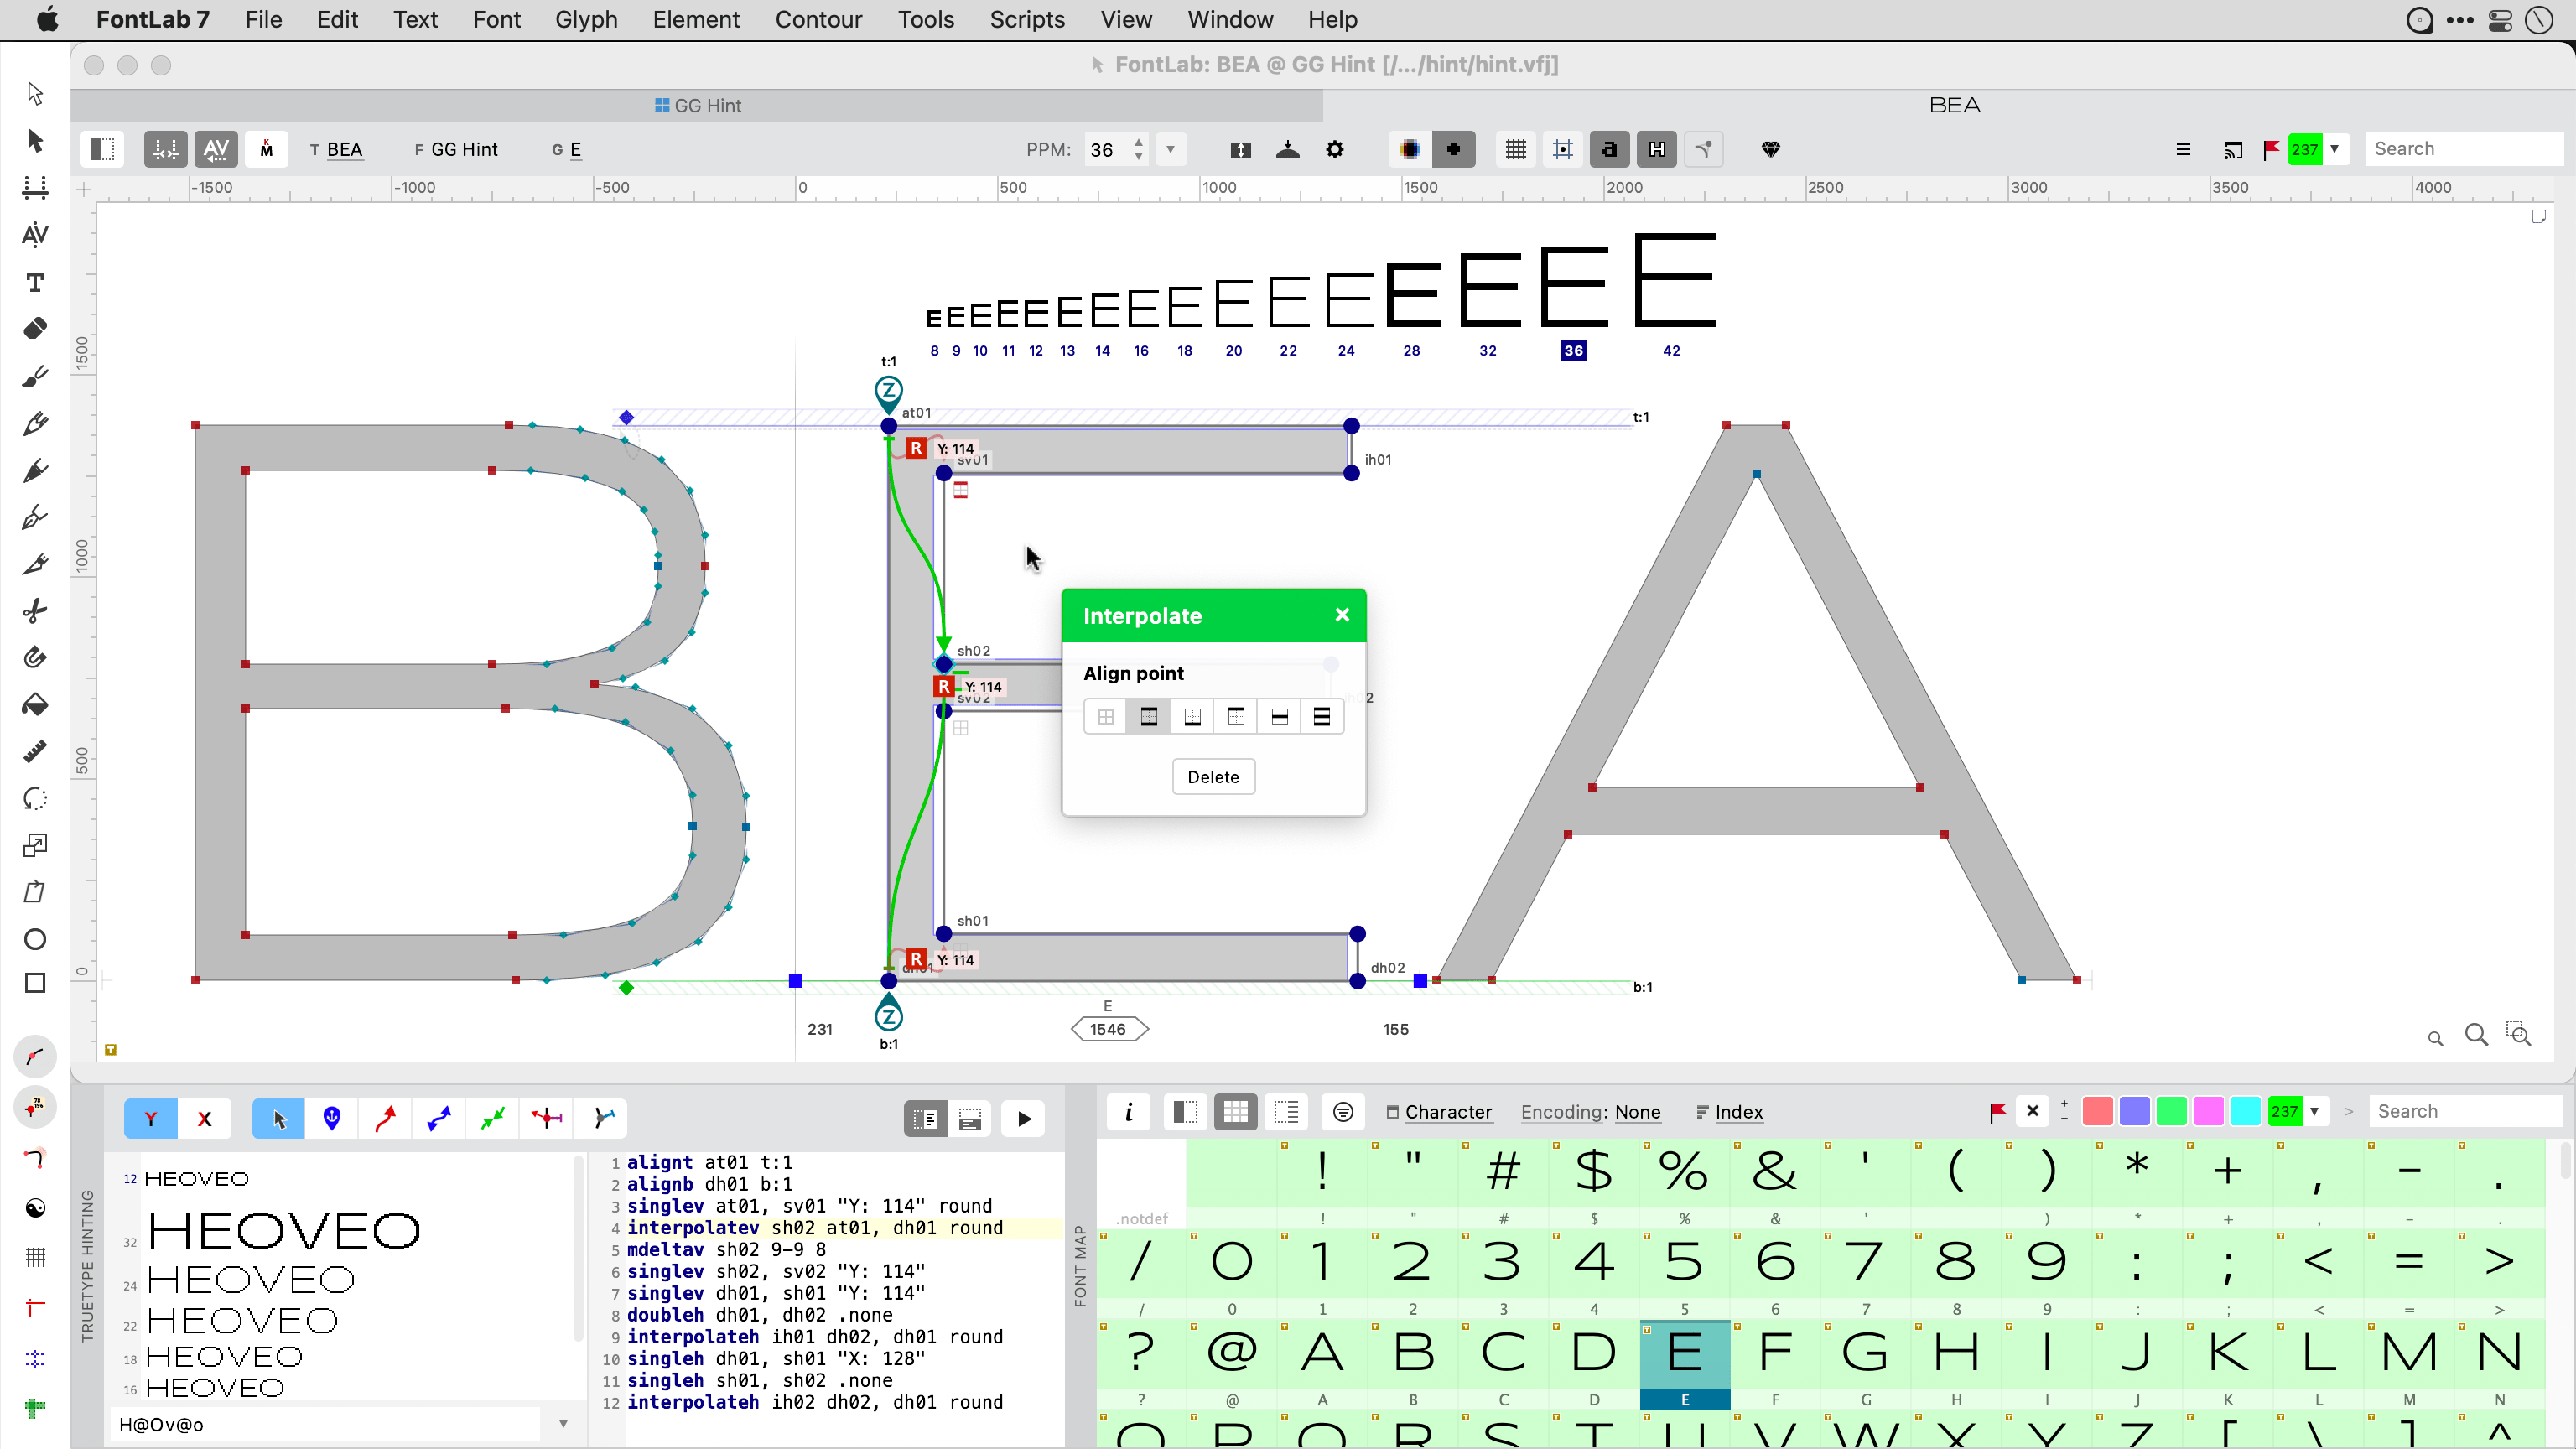 FontLab 7 File Edit Text Font Glyph Element Contour Tools Scripts View Window Help
FontLab: BEA @ GG Hint [/.../hint/hint.vfj]
GG Hint
BEA
T BEA F GG Hint G E PPM: 36 237 Search
-1500 -1000 -500 0 500 1000 1500 2000 2500 3000 3500 4000
1500
1000
500
0
E E E E E E E E E E E E E E E E
8 9 10 11 12 13 14 16 18 20 22 24 28 32 36 42
t:1
Z
at01
t:1
R Y: 114
sv01
ih01
sh02
R Y: 114
sv02
sh01
R Y: 114
dh01
dh02
b:1
Z
b:1
E
231 1546 155
Interpolate
Align point
Delete
TRUETYPE HINTING
Y X
12 HEOVEO
32 HEOVEO
24 HEOVEO
22 HEOVEO
18 HEOVEO
16 HEOVEO
H@Ov@o
1 alignt at01 t:1
2 alignb dh01 b:1
3 singlev at01, sv01 "Y: 114" round
4 interpolatev sh02 at01, dh01 round
5 mdeltav sh02 9-9 8
6 singlev sh02, sv02 "Y: 114"
7 singlev dh01, sh01 "Y: 114"
8 doubleh dh01, dh02 .none
9 interpolateh ih01 dh02, dh01 round
10 singleh dh01, sh01 "X: 128"
11 singleh sh01, sh02 .none
12 interpolateh ih02 dh02, dh01 round
FONT MAP
i Character Encoding: None Index 237 > Search
! " # $ % & ' ( ) * + , - .
.notdef ! " # $ % & ' ) * + , - .
/ 0 1 2 3 4 5 6 7 8 9 : ; < = >
/ 0 1 2 3 4 5 6 7 8 9 : ; < = >
? @ A B C D E F G H I J K L M N
? @ A B C D E F G H I J K L M N
O P Q R S T U V W X Y Z [ \ ] ^